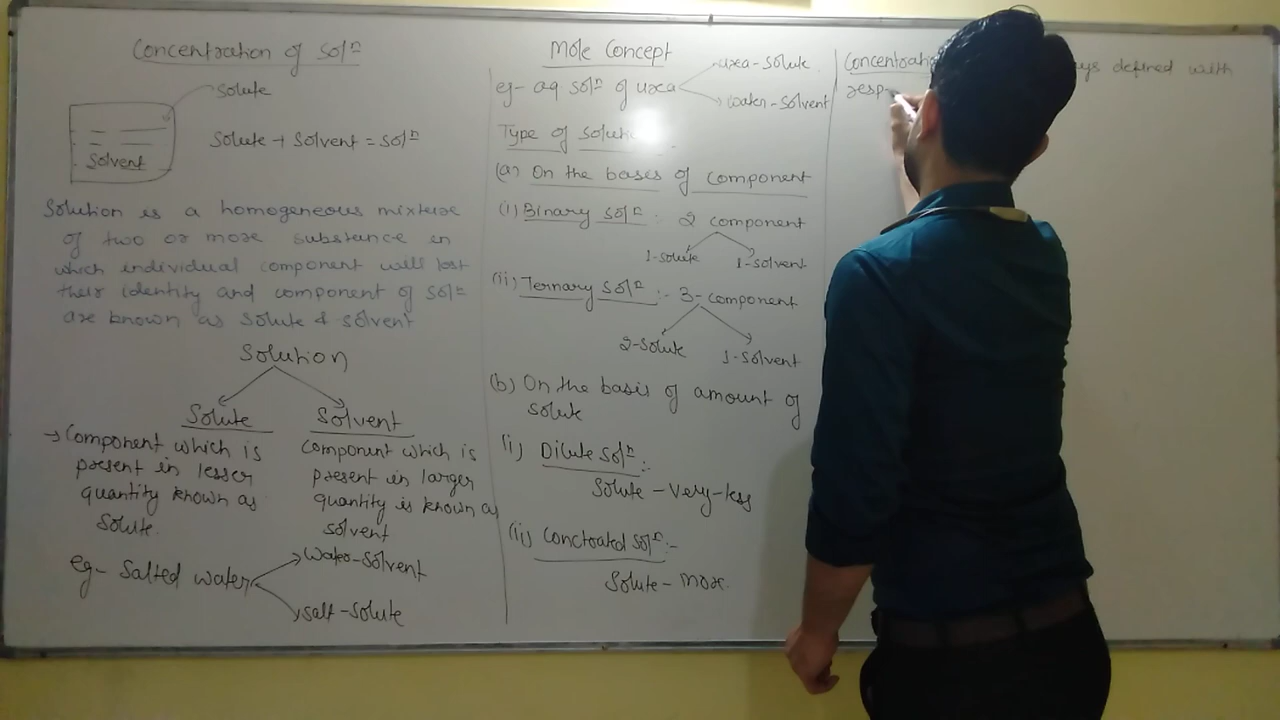 Concentration of solⁿ
solute
Solute + Solvent = solⁿ
Solvent
Solution is a homogeneous mixture
of two or more substance in
which individual component will lost
their identity and component of solⁿ
are known as solute & solvent
Solution
Solute
→ Component which is
present in lesser
quantity known as
Solute.
Solvent
Component which is
present in larger
quantity is known as
solvent
eg- Salted water
Water-Solvent
salt-Solute
Mole Concept
eg- aq solⁿ of urea
urea-solute
water-Solvent
Type of solut
(a) On the bases of component
(i) Binary solⁿ :- 2 component
1-solute 1-solvent
(ii) Ternary solⁿ :- 3-component
2-Solute 1-Solvent
(b) On the basis of amount of
solute
(i) Dilute solⁿ :-
Solute - Very-less
(ii) Conctrated solⁿ :-
Solute - more.
Concentratio ys defined with
resp